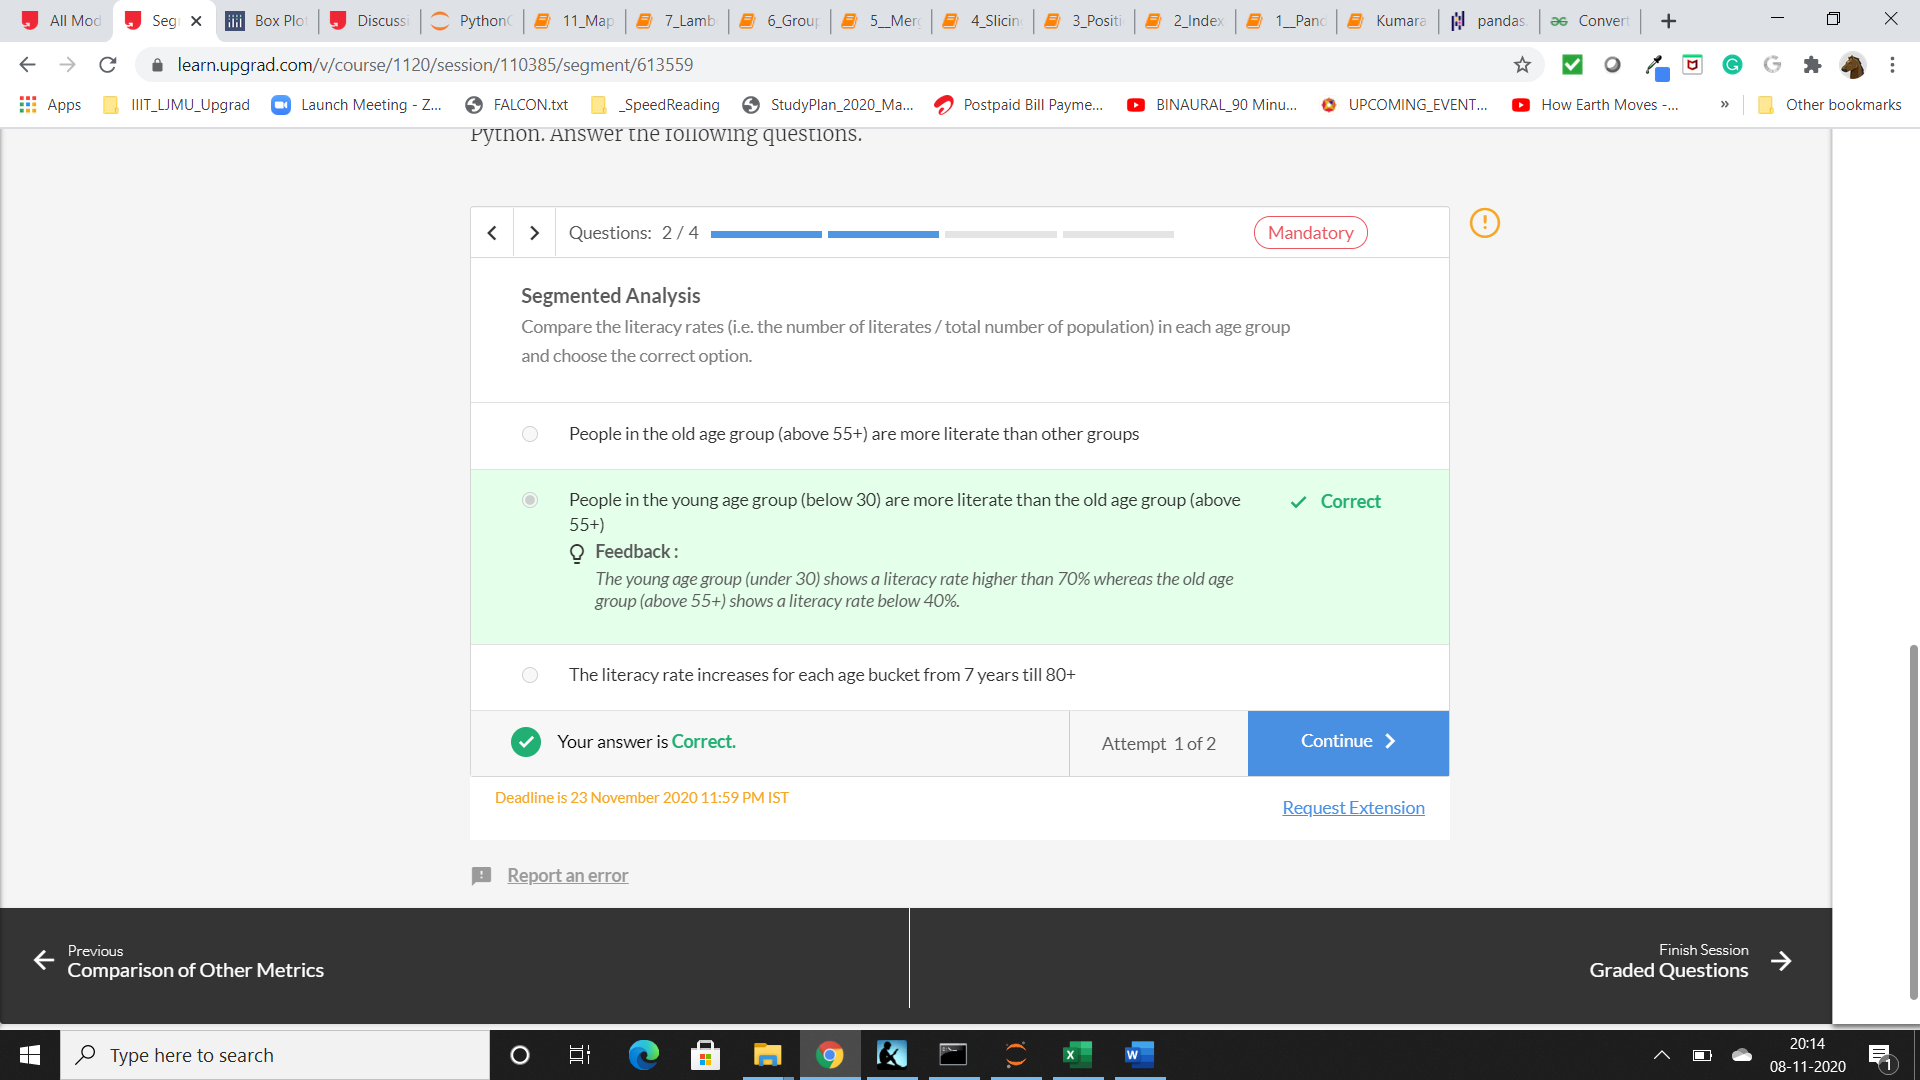 All Mod
Seg
Box Plo
Discussi
Python
11_Map
7_Lamb
6_Group
5__Mer
4_Slicin
3_Positi
2_Index
1__Pand
Kumara
pandas.
Convert
learn.upgrad.com/v/course/1120/session/110385/segment/613559
Apps
IIIT_LJMU_Upgrad
Launch Meeting - Z...
FALCON.txt
_SpeedReading
StudyPlan_2020_Ma...
Postpaid Bill Payme...
BINAURAL_90 Minu...
UPCOMING_EVENT...
How Earth Moves -...
»
Other bookmarks
Python. Answer the following questions.
Questions: 2 / 4
Mandatory
Segmented Analysis
Compare the literacy rates (i.e. the number of literates / total number of population) in each age group
and choose the correct option.
People in the old age group (above 55+) are more literate than other groups
People in the young age group (below 30) are more literate than the old age group (above
55+)
Correct
Feedback :
The young age group (under 30) shows a literacy rate higher than 70% whereas the old age
group (above 55+) shows a literacy rate below 40%.
The literacy rate increases for each age bucket from 7 years till 80+
Your answer is Correct.
Attempt 1 of 2
Continue
Deadline is 23 November 2020 11:59 PM IST
Request Extension
Report an error
Previous
Comparison of Other Metrics
Finish Session
Graded Questions
Type here to search
20:14
08-11-2020
1